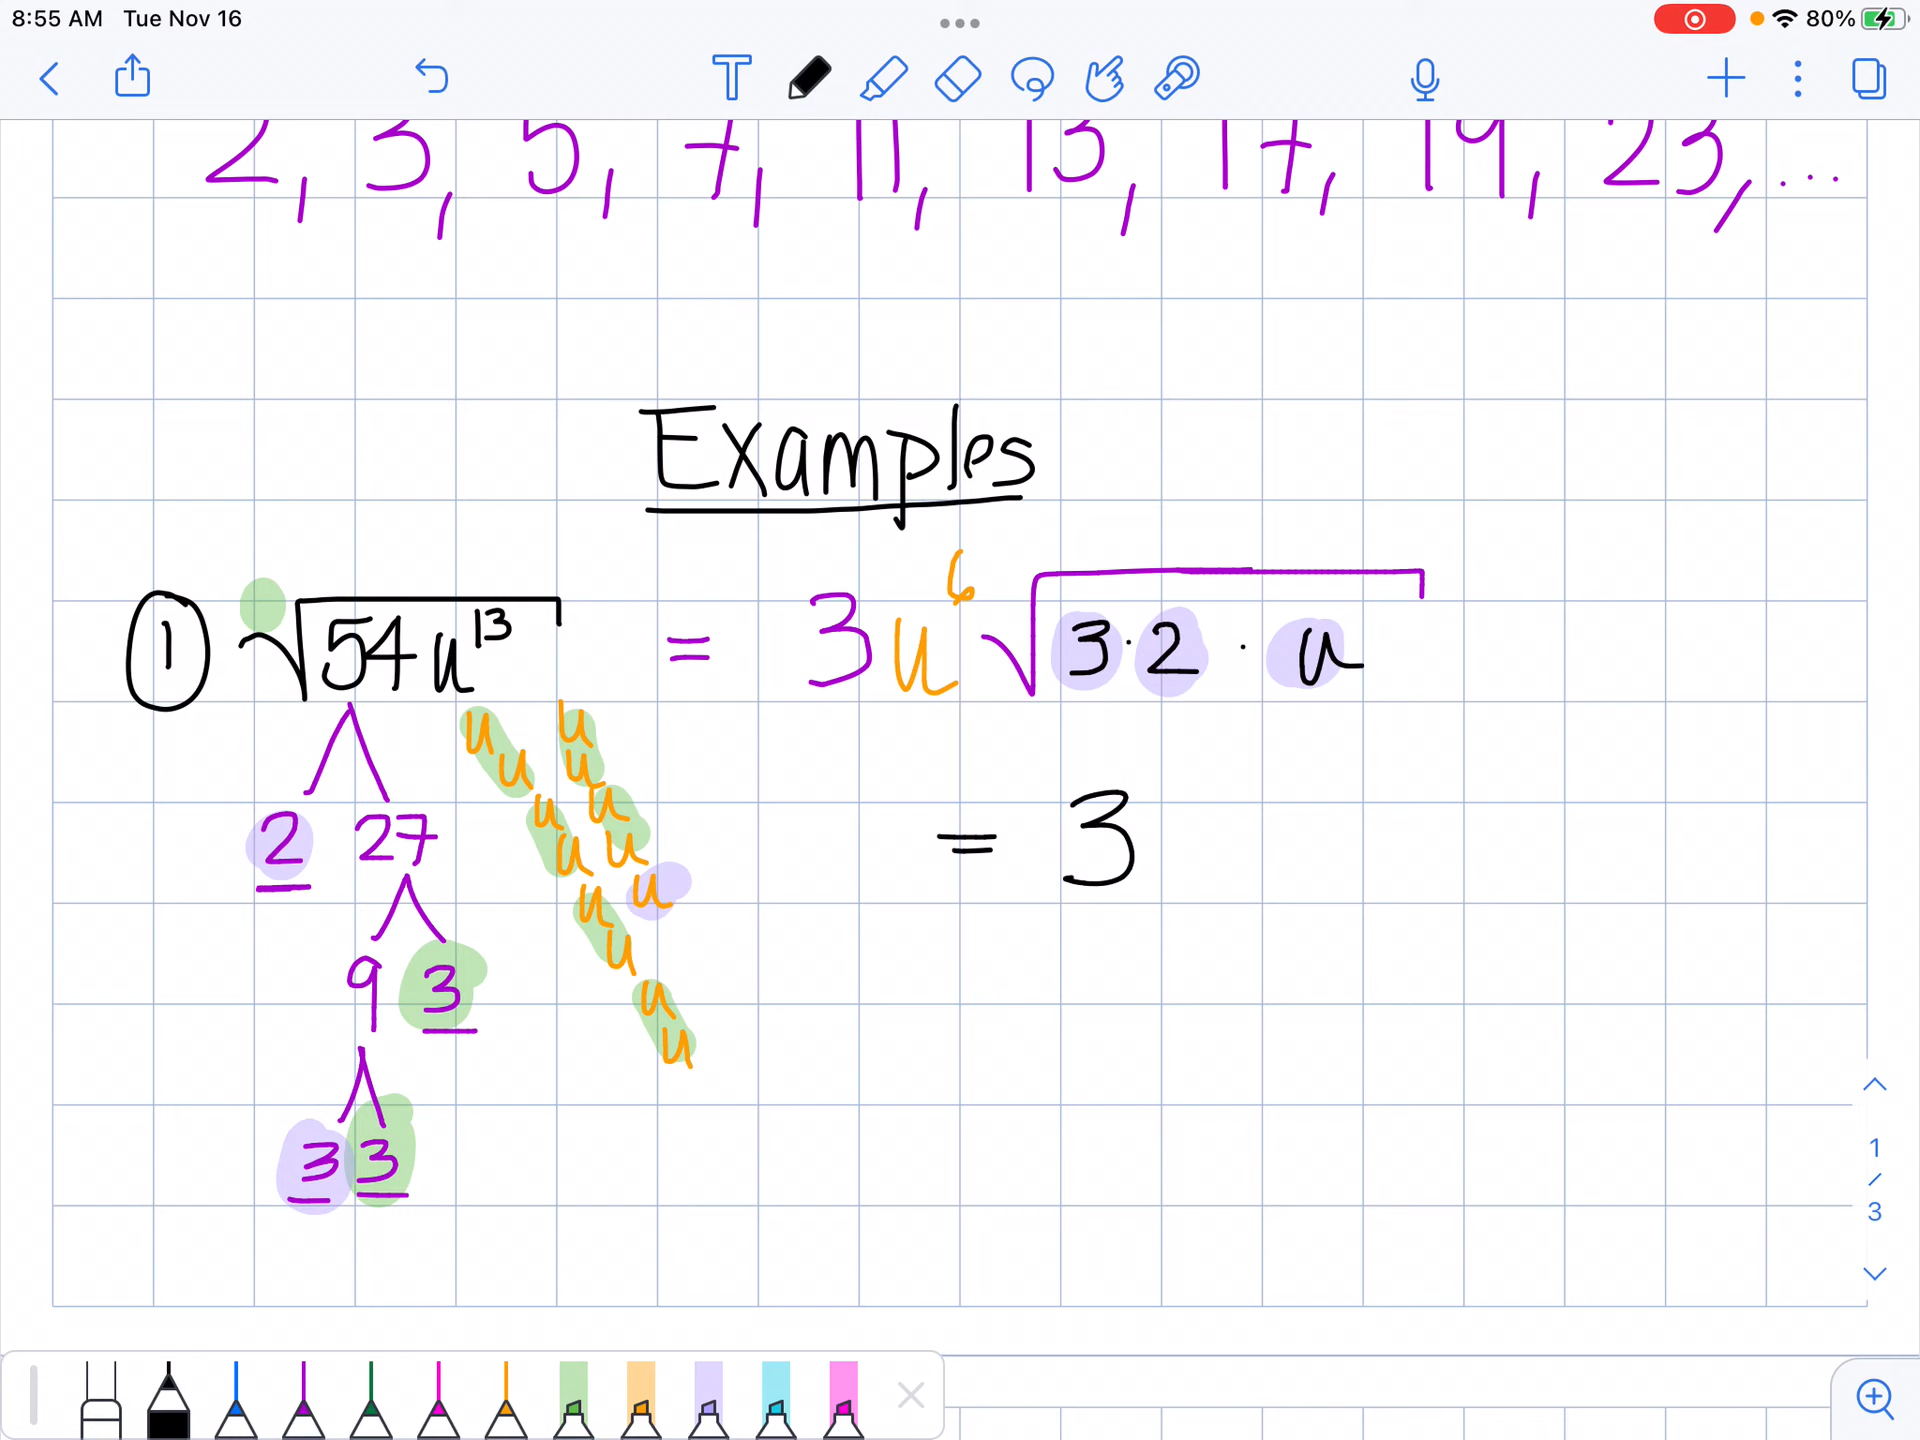 8:55 AM Tue Nov 16
80%
2, 3, 5, 7, 11, 13, 17, 19, 23, ...
Examples
① √54u¹³ = 3u⁶ √3·2·u
u u
u u
2 27 u u
u u
u u
u
9 3 u
u
3 3
= 3
1
/
3